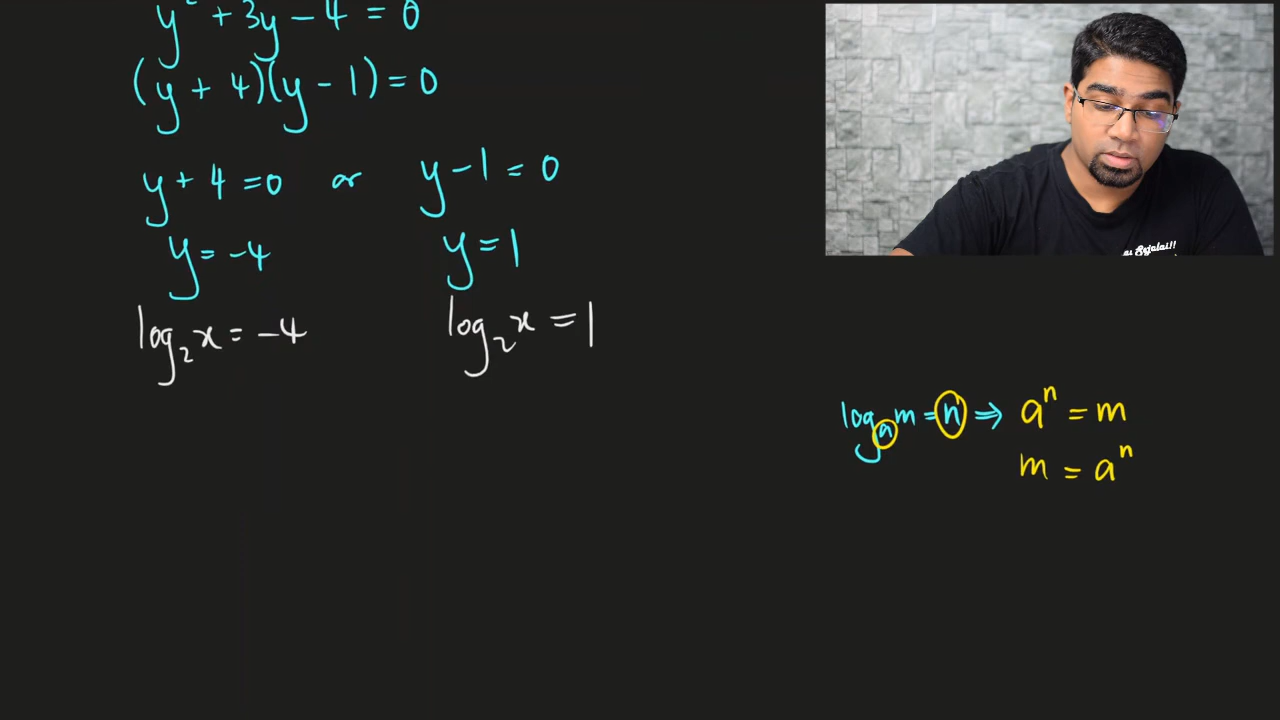 y² + 3y − 4 = 0
(y + 4)(y − 1) = 0
y + 4 = 0 or y − 1 = 0
y = −4 y = 1
log₂x = −4 log₂x = 1
logₐm = n ⇒ aⁿ = m
m = aⁿ